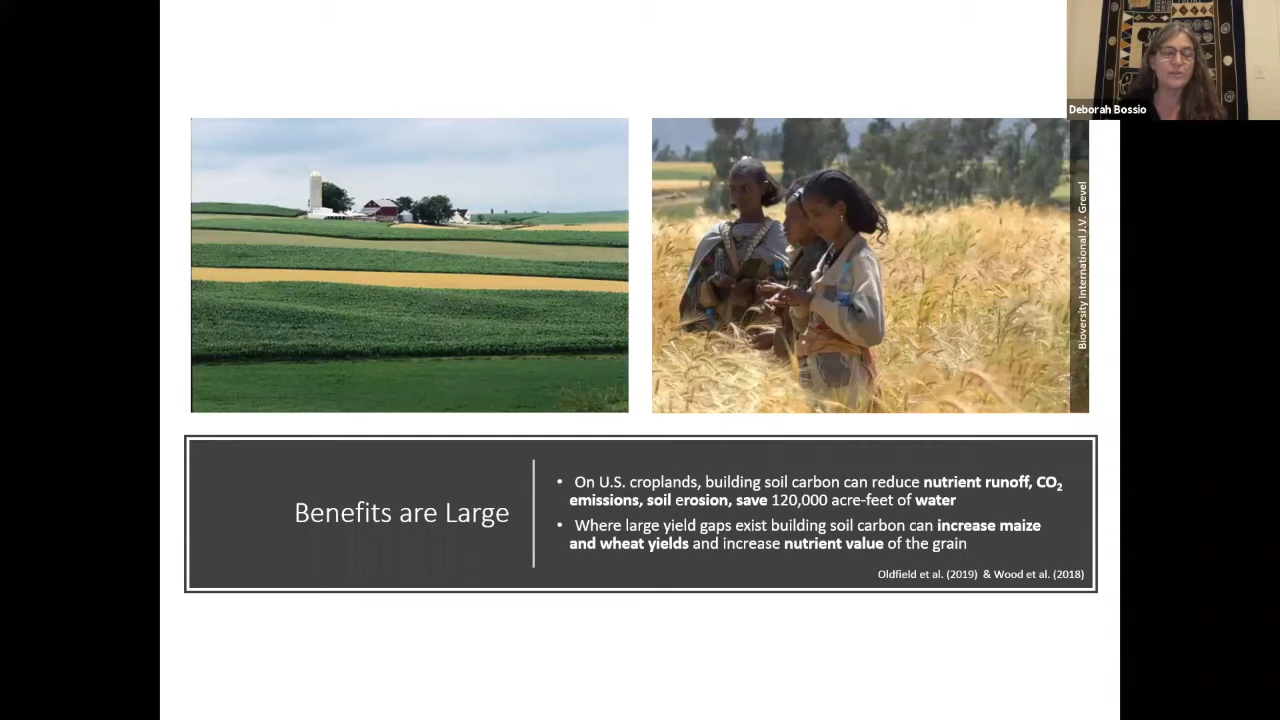 Deborah Bossio
Bioversity International J.V. Grevel
Benefits are Large
• On U.S. croplands, building soil carbon can reduce nutrient runoff, CO₂
emissions, soil erosion, save 120,000 acre-feet of water
• Where large yield gaps exist building soil carbon can increase maize
and wheat yields and increase nutrient value of the grain
Oldfield et al. (2019) & Wood et al. (2018)